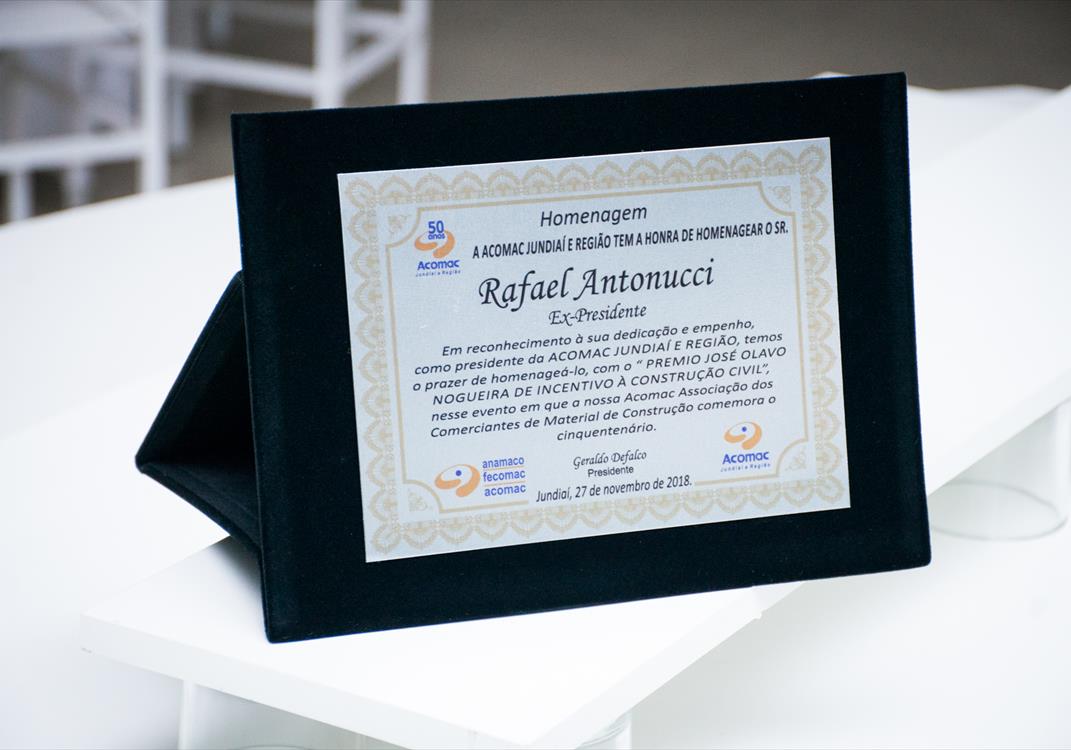 50
anos
Acomac
Jundiaí e Região
Homenagem
A ACOMAC JUNDIAÍ E REGIÃO TEM A HONRA DE HOMENAGEAR O SR.
Rafael Antonucci
Ex-Presidente
Em reconhecimento à sua dedicação e empenho,
como presidente da ACOMAC JUNDIAÍ E REGIÃO, temos
o prazer de homenageá-lo, com o “ PREMIO JOSÉ OLAVO
NOGUEIRA DE INCENTIVO À CONSTRUÇÃO CIVIL”,
nesse evento em que a nossa Acomac Associação dos
Comerciantes de Material de Construção comemora o
cinquentenário.
anamaco
fecomac
acomac
Geraldo Defalco
Presidente
Jundiaí, 27 de novembro de 2018.
Acomac
Jundiaí e Região